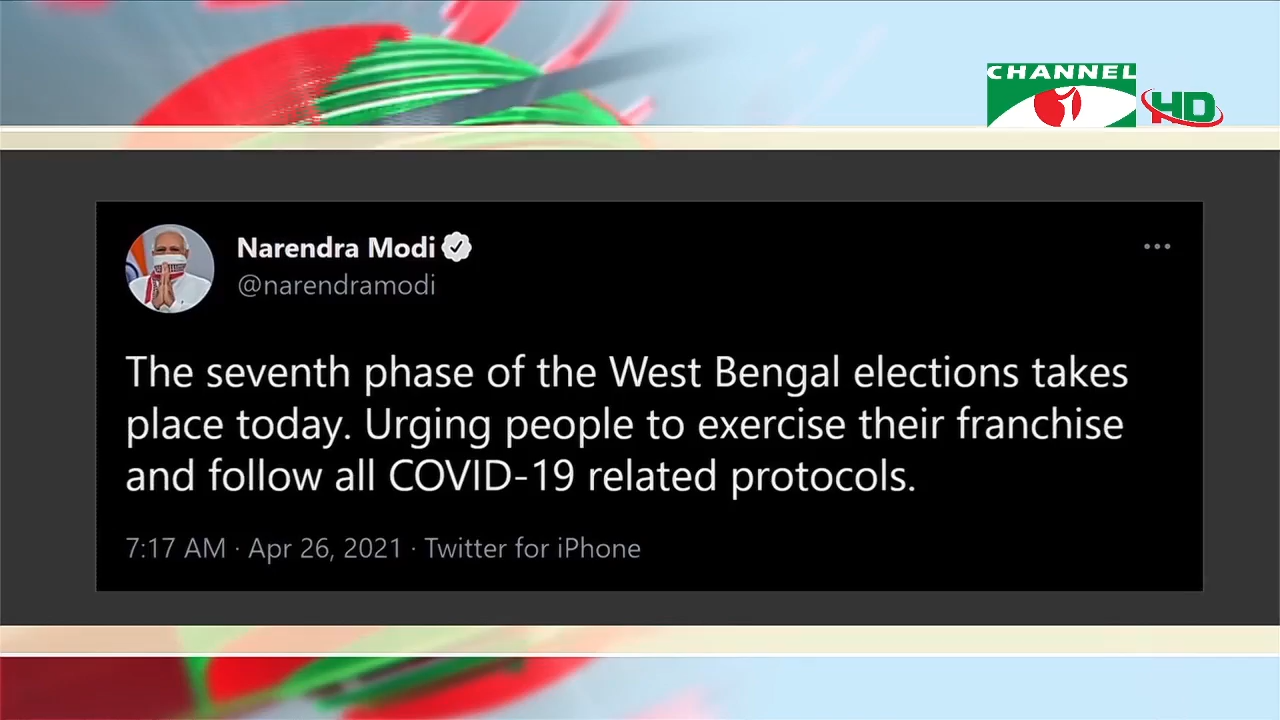 CHANNEL
i HD
Narendra Modi
@narendramodi
The seventh phase of the West Bengal elections takes
place today. Urging people to exercise their franchise
and follow all COVID-19 related protocols.
7:17 AM · Apr 26, 2021 · Twitter for iPhone